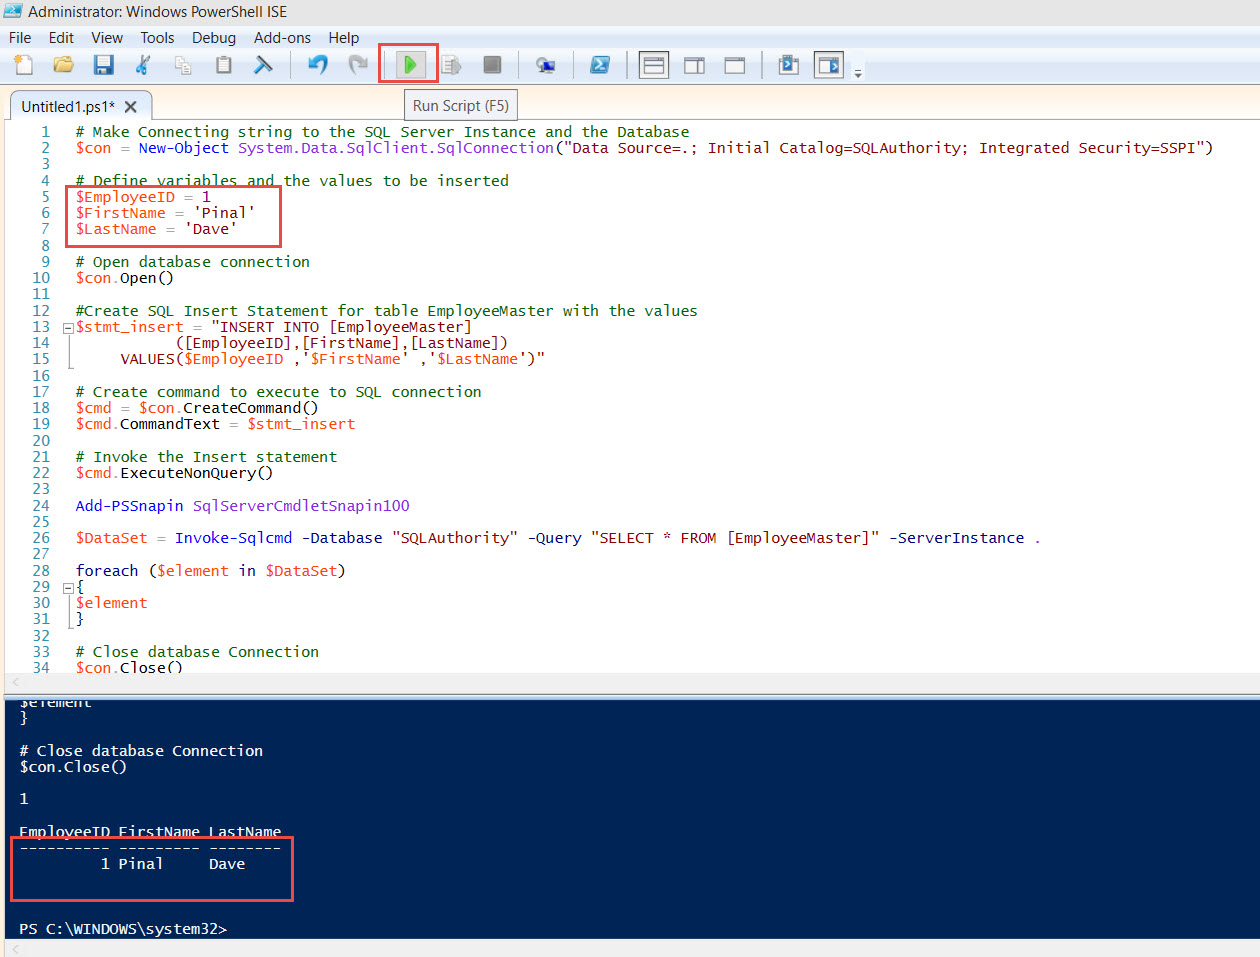 Administrator: Windows PowerShell ISE
File Edit View Tools Debug Add-ons Help
Untitled1.ps1* X
Run Script (F5)
1 # Make Connecting string to the SQL Server Instance and the Database
2 $con = New-Object System.Data.SqlClient.SqlConnection("Data Source=.; Initial Catalog=SQLAuthority; Integrated Security=SSPI")
3
4 # Define variables and the values to be inserted
5 $EmployeeID = 1
6 $FirstName = 'Pinal'
7 $LastName = 'Dave'
8
9 # Open database connection
10 $con.Open()
11
12 #Create SQL Insert Statement for table EmployeeMaster with the values
13 $stmt_insert = "INSERT INTO [EmployeeMaster]
14 ([EmployeeID],[FirstName],[LastName])
15 VALUES($EmployeeID ,'$FirstName' ,'$LastName')"
16
17 # Create command to execute to SQL connection
18 $cmd = $con.CreateCommand()
19 $cmd.CommandText = $stmt_insert
20
21 # Invoke the Insert statement
22 $cmd.ExecuteNonQuery()
23
24 Add-PSSnapin SqlServerCmdletSnapin100
25
26 $DataSet = Invoke-Sqlcmd -Database "SQLAuthority" -Query "SELECT * FROM [EmployeeMaster]" -ServerInstance .
27
28 foreach ($element in $DataSet)
29 {
30 $element
31 }
32
33 # Close database Connection
34 $con.Close()
$element
}
# Close database Connection
$con.Close()
1
EmployeeID FirstName LastName
---------- --------- --------
1 Pinal Dave
PS C:\WINDOWS\system32>